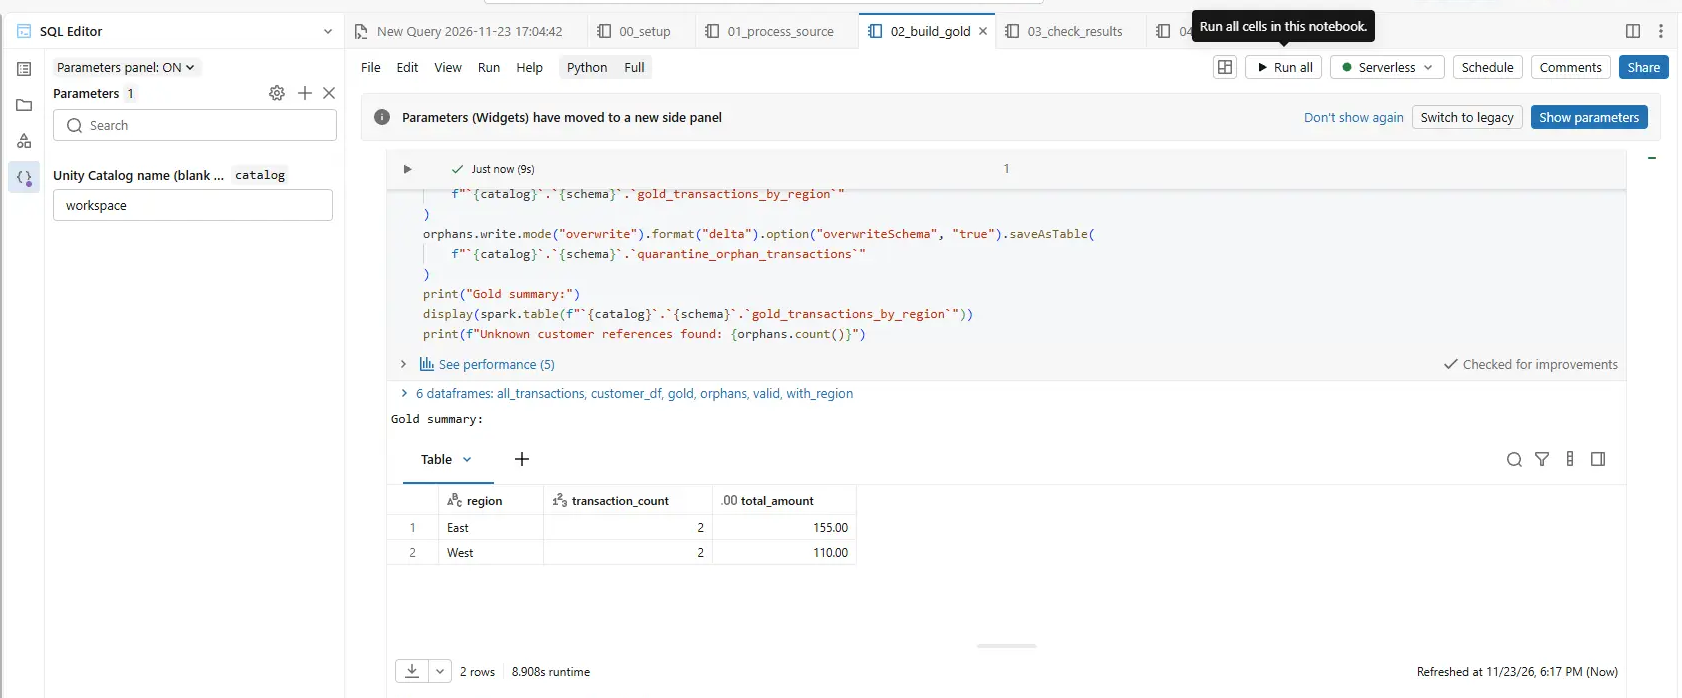 SQL Editor
New Query 2026-11-23 17:04:42
00_setup
01_process_source
02_build_gold
03_check_results
04
Run all cells in this notebook.
Parameters panel: ON
File Edit View Run Help Python Full
Run all
Serverless
Schedule
Comments
Share
Parameters 1
Search
Unity Catalog name (blank ... catalog
workspace
Parameters (Widgets) have moved to a new side panel
Don't show again
Switch to legacy
Show parameters
Just now (9s)
1
f"`{catalog}`.`{schema}`.`gold_transactions_by_region`"
)
orphans.write.mode("overwrite").format("delta").option("overwriteSchema", "true").saveAsTable(
f"`{catalog}`.`{schema}`.`quarantine_orphan_transactions`"
)
print("Gold summary:")
display(spark.table(f"`{catalog}`.`{schema}`.`gold_transactions_by_region`"))
print(f"Unknown customer references found: {orphans.count()}")
See performance (5)
Checked for improvements
6 dataframes: all_transactions, customer_df, gold, orphans, valid, with_region
Gold summary:
Table
region transaction_count .00 total_amount
1 East 2 155.00
2 West 2 110.00
2 rows 8.908s runtime
Refreshed at 11/23/26, 6:17 PM (Now)